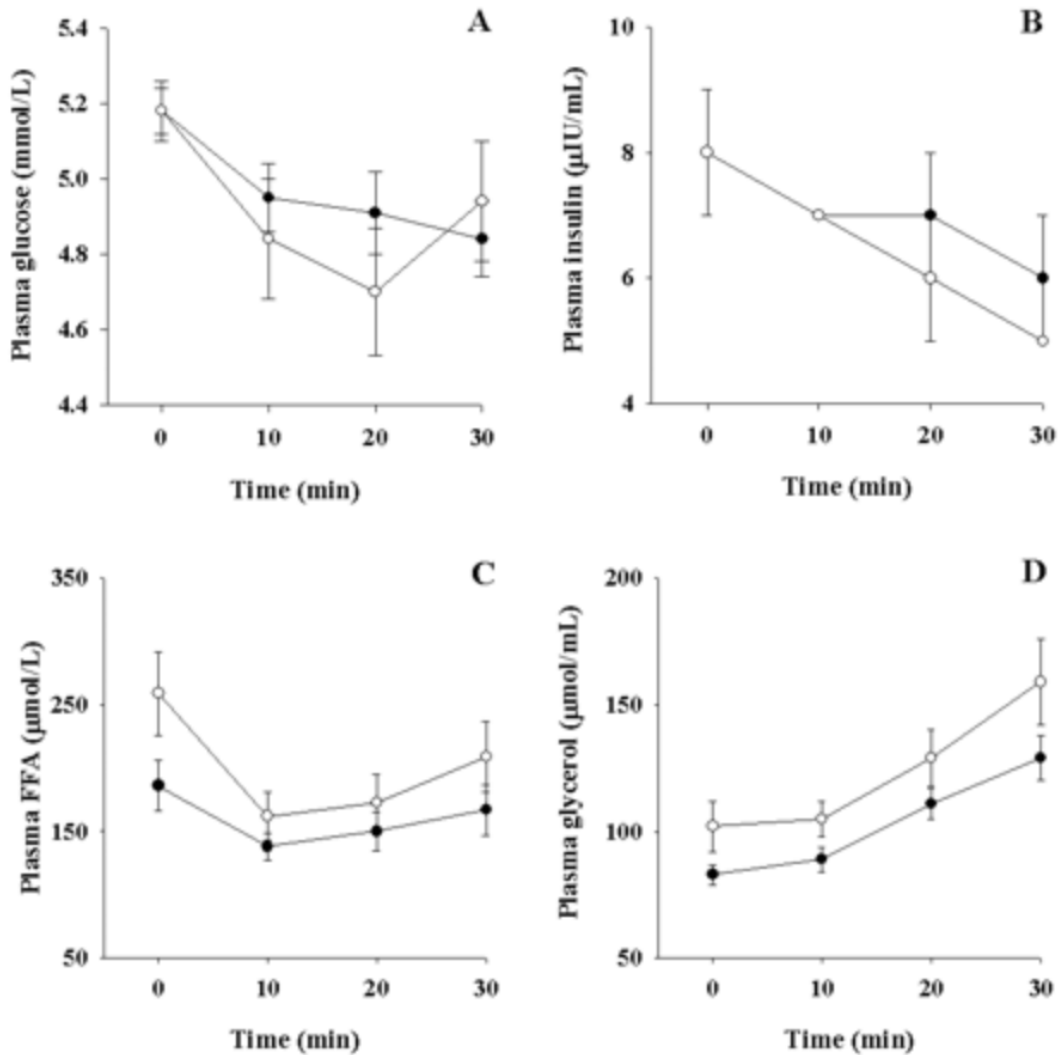 A
Plasma glucose (mmol/L)
5.4
5.2
5.0
4.8
4.6
4.4
0 10 20 30
Time (min)
B
Plasma insulin (µIU/mL)
10
8
6
4
0 10 20 30
Time (min)
C
Plasma FFA (µmol/L)
350
250
150
50
0 10 20 30
Time (min)
D
Plasma glycerol (µmol/mL)
200
150
100
50
0 10 20 30
Time (min)